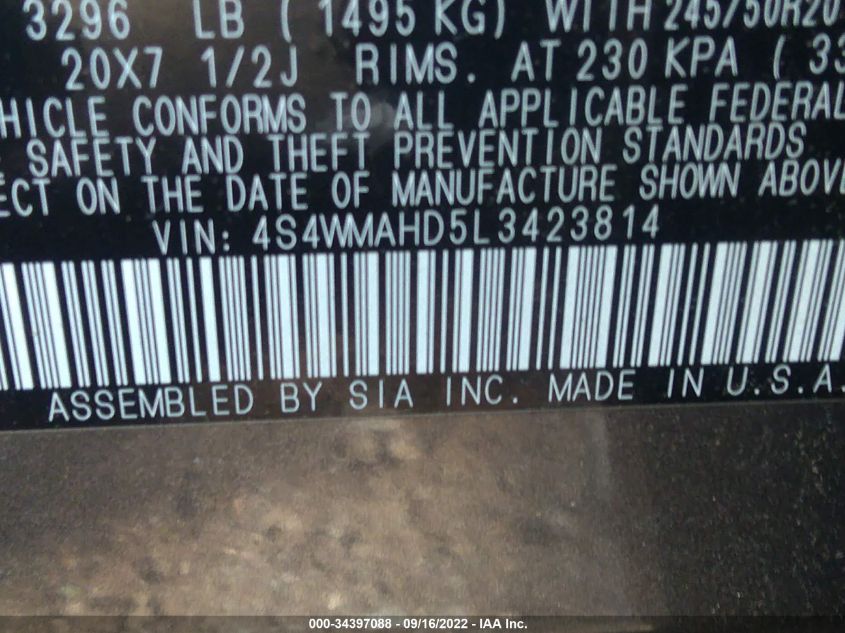 3296 LB ( 1495 KG) WITH 245/50R20
20X7 1/2J RIMS. AT 230 KPA ( 33
HICLE CONFORMS TO ALL APPLICABLE FEDERAL
SAFETY AND THEFT PREVENTION STANDARDS
ECT ON THE DATE OF MANUFACTURE SHOWN ABOVE
VIN: 4S4WMAHD5L3423814
ASSEMBLED BY SIA INC. MADE IN U.S.A.
000-34397088 - 09/16/2022 - IAA Inc.